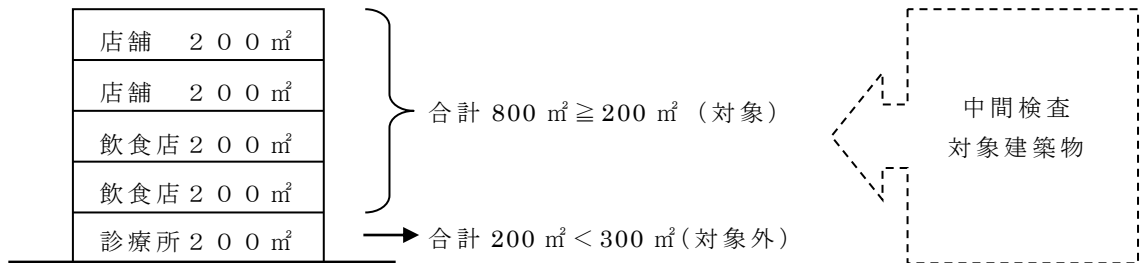 店舗　２００㎡
店舗　２００㎡
飲食店２００㎡
飲食店２００㎡
診療所２００㎡
合計 800 ㎡≧200 ㎡（対象）
合計 200 ㎡＜300 ㎡(対象外)
中間検査
対象建築物